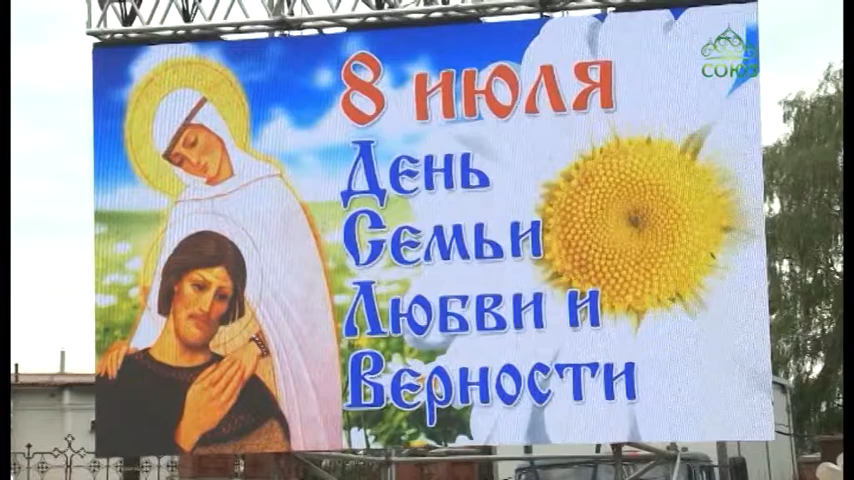 СОЮЗ
8 июля
День
Семьи
Любви и
Верности